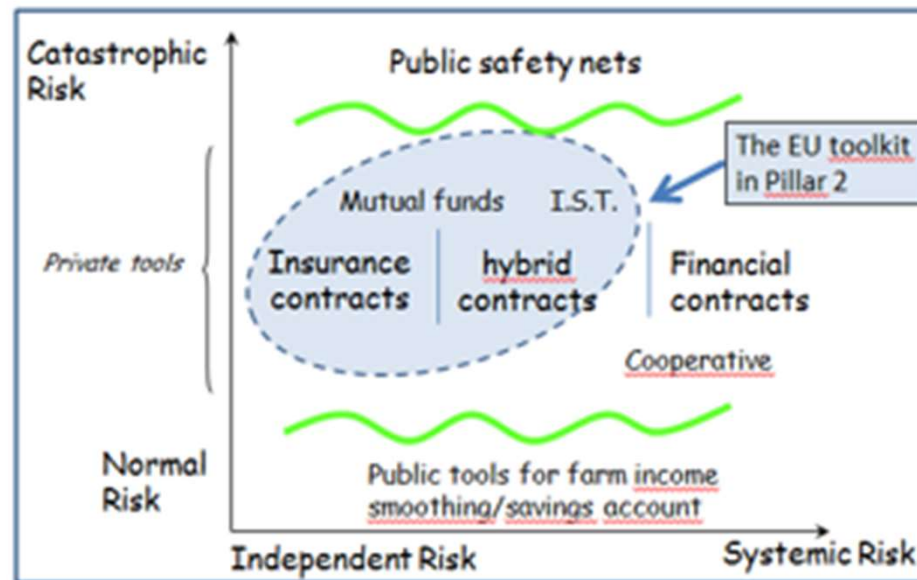 Catastrophic
Risk
Public safety nets
The EU toolkit
in Pillar 2
Mutual funds
I.S.T.
Private tools
Insurance
contracts
hybrid
contracts
Financial
contracts
Cooperative
Normal
Risk
Public tools for farm income
smoothing/savings account
Independent Risk
Systemic Risk